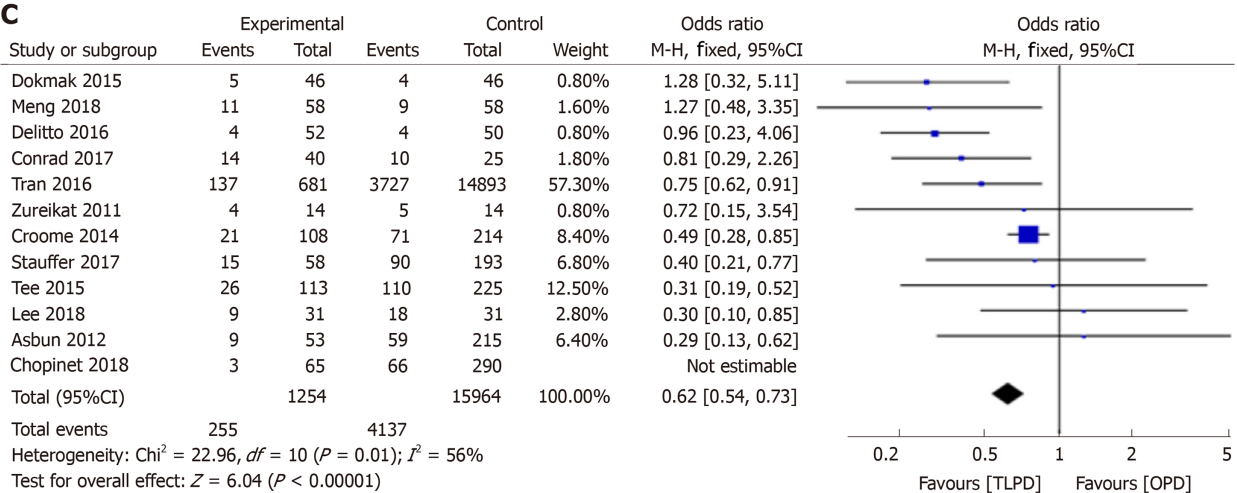 C
Experimental Control Odds ratio Odds ratio
Study or subgroup Events Total Events Total Weight M-H, fixed, 95%CI M-H, fixed, 95%CI
Dokmak 2015 5 46 4 46 0.80% 1.28 [0.32, 5.11]
Meng 2018 11 58 9 58 1.60% 1.27 [0.48, 3.35]
Delitto 2016 4 52 4 50 0.80% 0.96 [0.23, 4.06]
Conrad 2017 14 40 10 25 1.80% 0.81 [0.29, 2.26]
Tran 2016 137 681 3727 14893 57.30% 0.75 [0.62, 0.91]
Zureikat 2011 4 14 5 14 0.80% 0.72 [0.15, 3.54]
Croome 2014 21 108 71 214 8.40% 0.49 [0.28, 0.85]
Stauffer 2017 15 58 90 193 6.80% 0.40 [0.21, 0.77]
Tee 2015 26 113 110 225 12.50% 0.31 [0.19, 0.52]
Lee 2018 9 31 18 31 2.80% 0.30 [0.10, 0.85]
Asbun 2012 9 53 59 215 6.40% 0.29 [0.13, 0.62]
Chopinet 2018 3 65 66 290 Not estimable
Total (95%CI) 1254 15964 100.00% 0.62 [0.54, 0.73]
Total events 255 4137
Heterogeneity: Chi² = 22.96, df = 10 (P = 0.01); I² = 56%
Test for overall effect: Z = 6.04 (P < 0.00001)
0.2 0.5 1 2 5
Favours [TLPD] Favours [OPD]